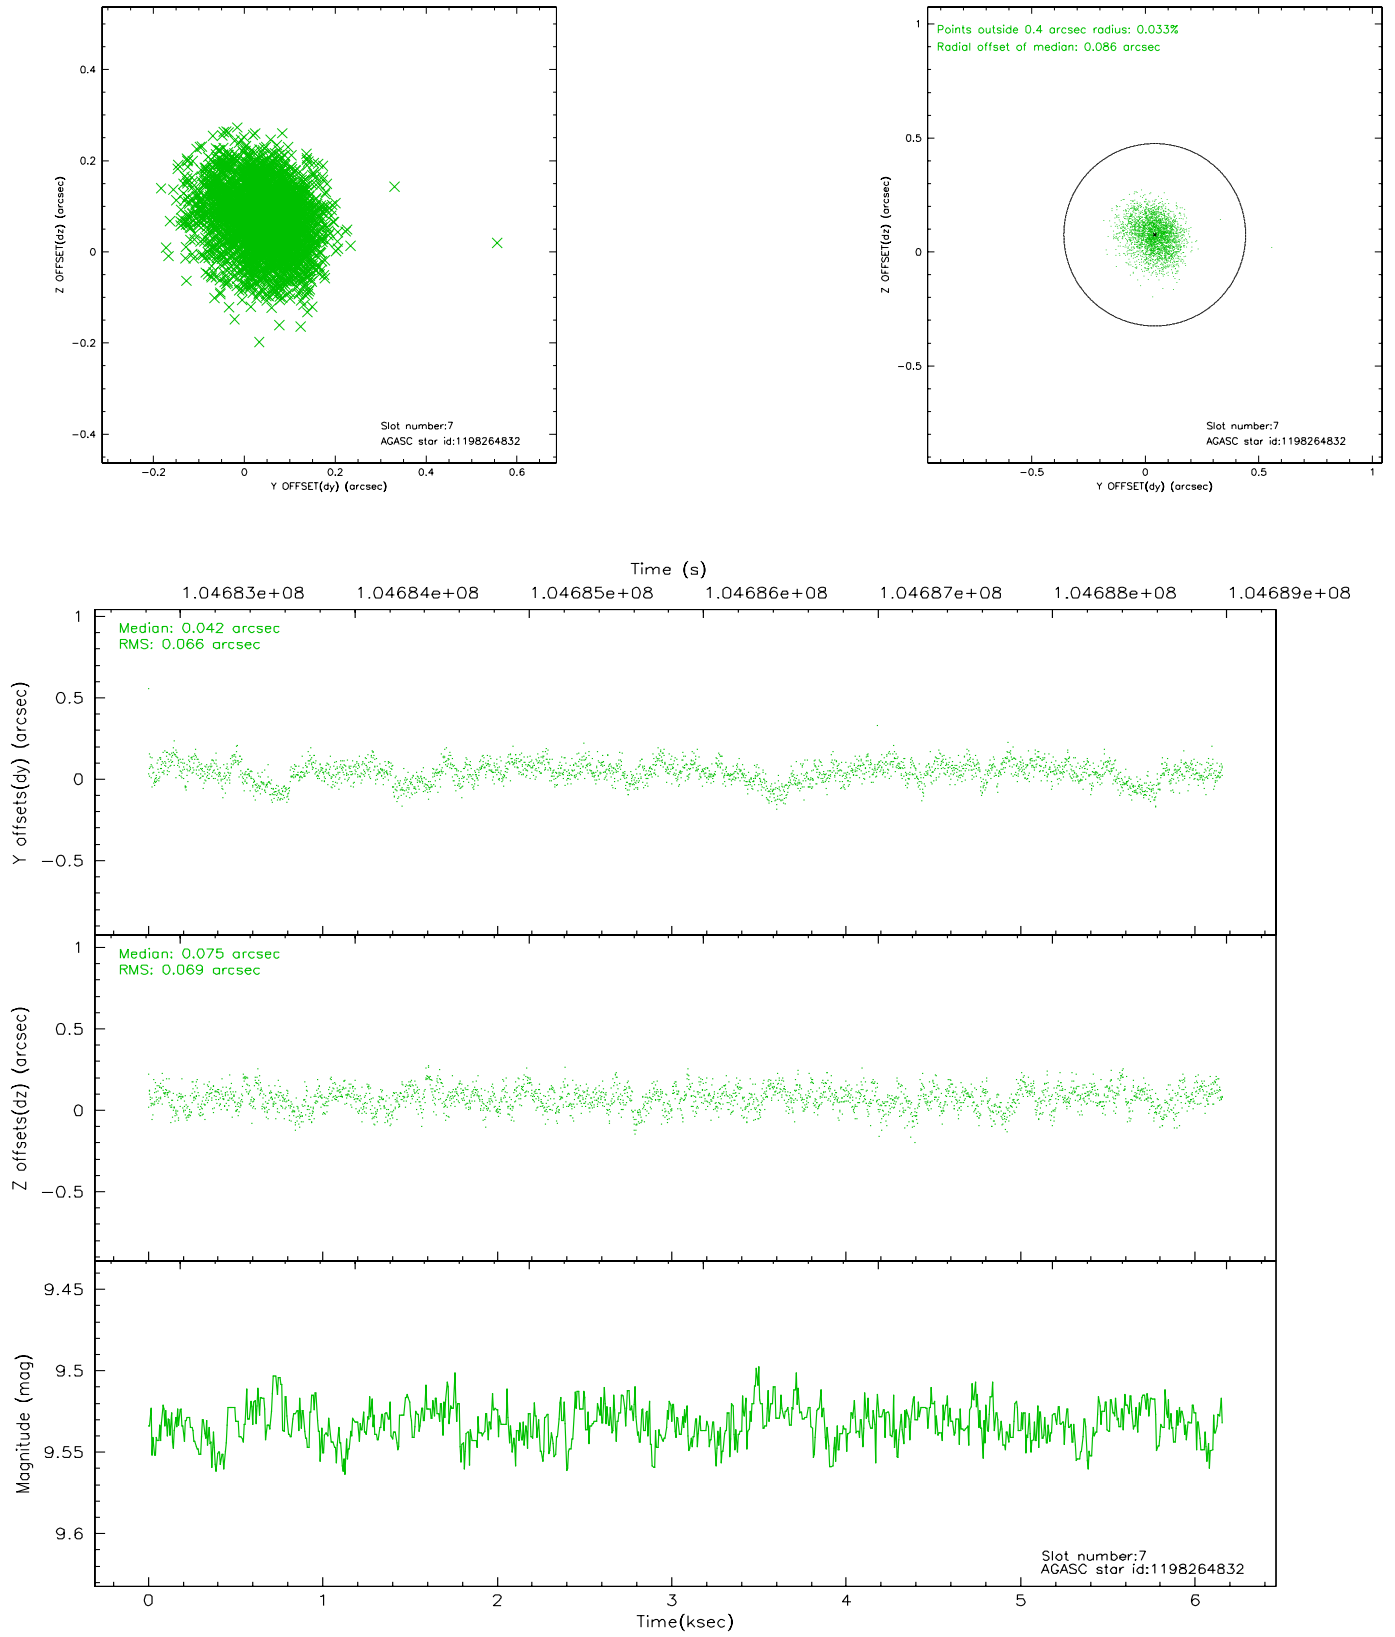 0.4
0.2
0
−0.2
−0.4
Z OFFSET(dz) (arcsec)
Slot number:7
AGASC star id:1198264832
−0.2 0 0.2 0.4 0.6
Y OFFSET(dy) (arcsec)
Points outside 0.4 arcsec radius: 0.033%
Radial offset of median: 0.086 arcsec
1
0.5
0
−0.5
Z OFFSET(dz) (arcsec)
Slot number:7
AGASC star id:1198264832
−0.5 0 0.5 1
Y OFFSET(dy) (arcsec)
Time (s)
1.04683e+08 1.04684e+08 1.04685e+08 1.04686e+08 1.04687e+08 1.04688e+08 1.04689e+08
Median: 0.042 arcsec
RMS: 0.066 arcsec
1
0.5
0
−0.5
Y offsets(dy) (arcsec)
Median: 0.075 arcsec
RMS: 0.069 arcsec
1
0.5
0
−0.5
Z offsets(dz) (arcsec)
9.45
9.5
9.55
9.6
Magnitude (mag)
Slot number:7
AGASC star id:1198264832
0 1 2 3 4 5 6
Time(ksec)